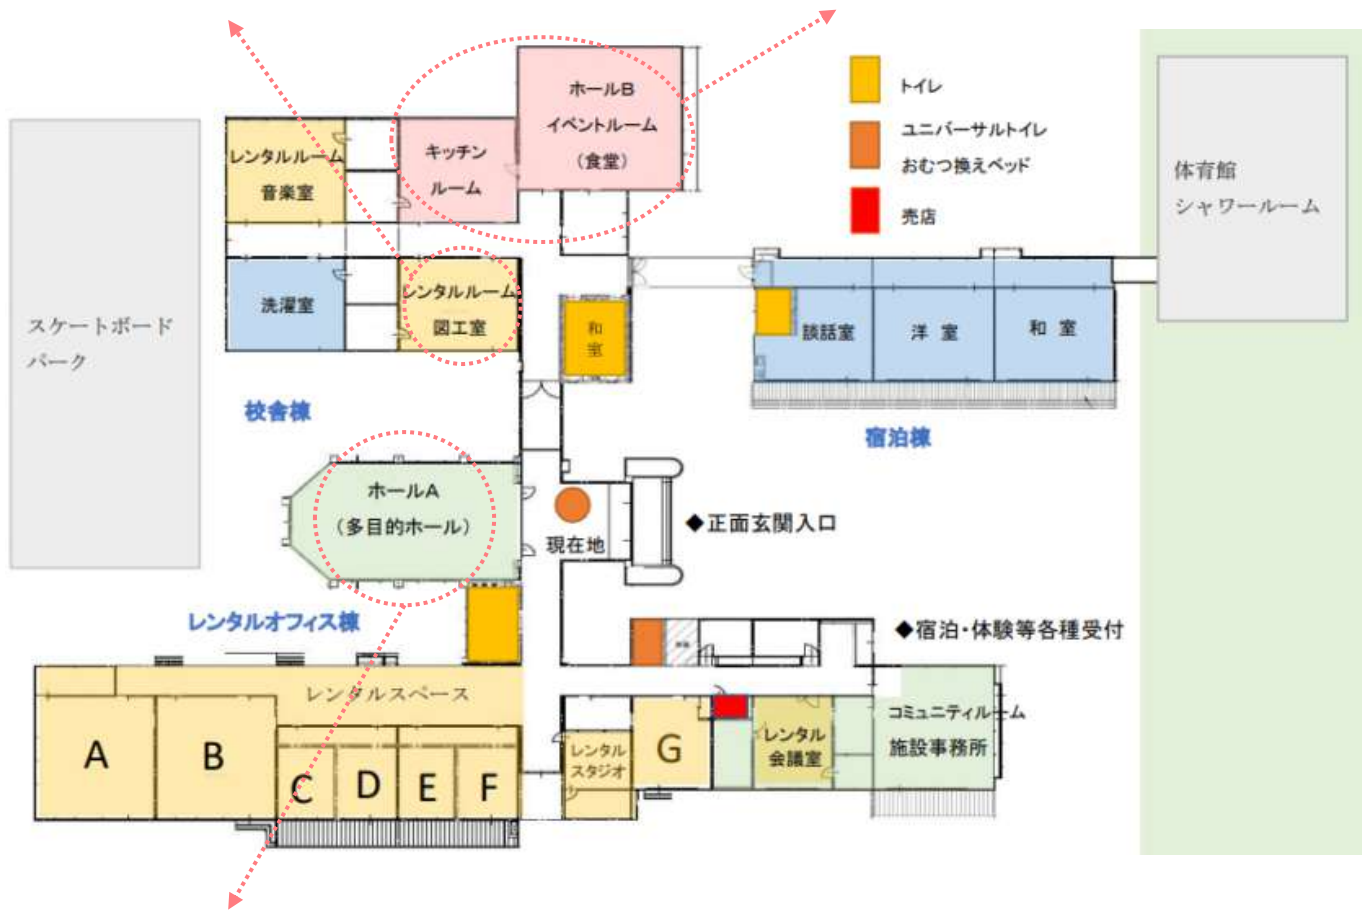 ホールB
イベントルーム
（食堂）
キッチン
ルーム
レンタルルーム
音楽室
トイレ
ユニバーサルトイレ
おむつ換えベッド
売店
体育館
シャワールーム
スケートボード
パーク
洗濯室
レンタルルーム
図工室
和
室
談話室
洋 室
和 室
校舎棟
宿泊棟
ホールA
（多目的ホール）
現在地
◆正面玄関入口
レンタルオフィス棟
◆宿泊・体験等各種受付
レンタルスペース
A
B
C
D
E
F
レンタル
スタジオ
G
レンタル
会議室
コミュニティルーム
施設事務所